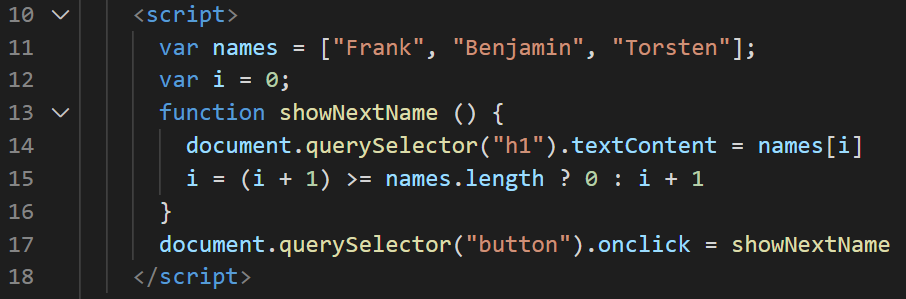 10 <script>
11 var names = ["Frank", "Benjamin", "Torsten"];
12 var i = 0;
13 function showNextName () {
14 document.querySelector("h1").textContent = names[i]
15 i = (i + 1) >= names.length ? 0 : i + 1
16 }
17 document.querySelector("button").onclick = showNextName
18 </script>